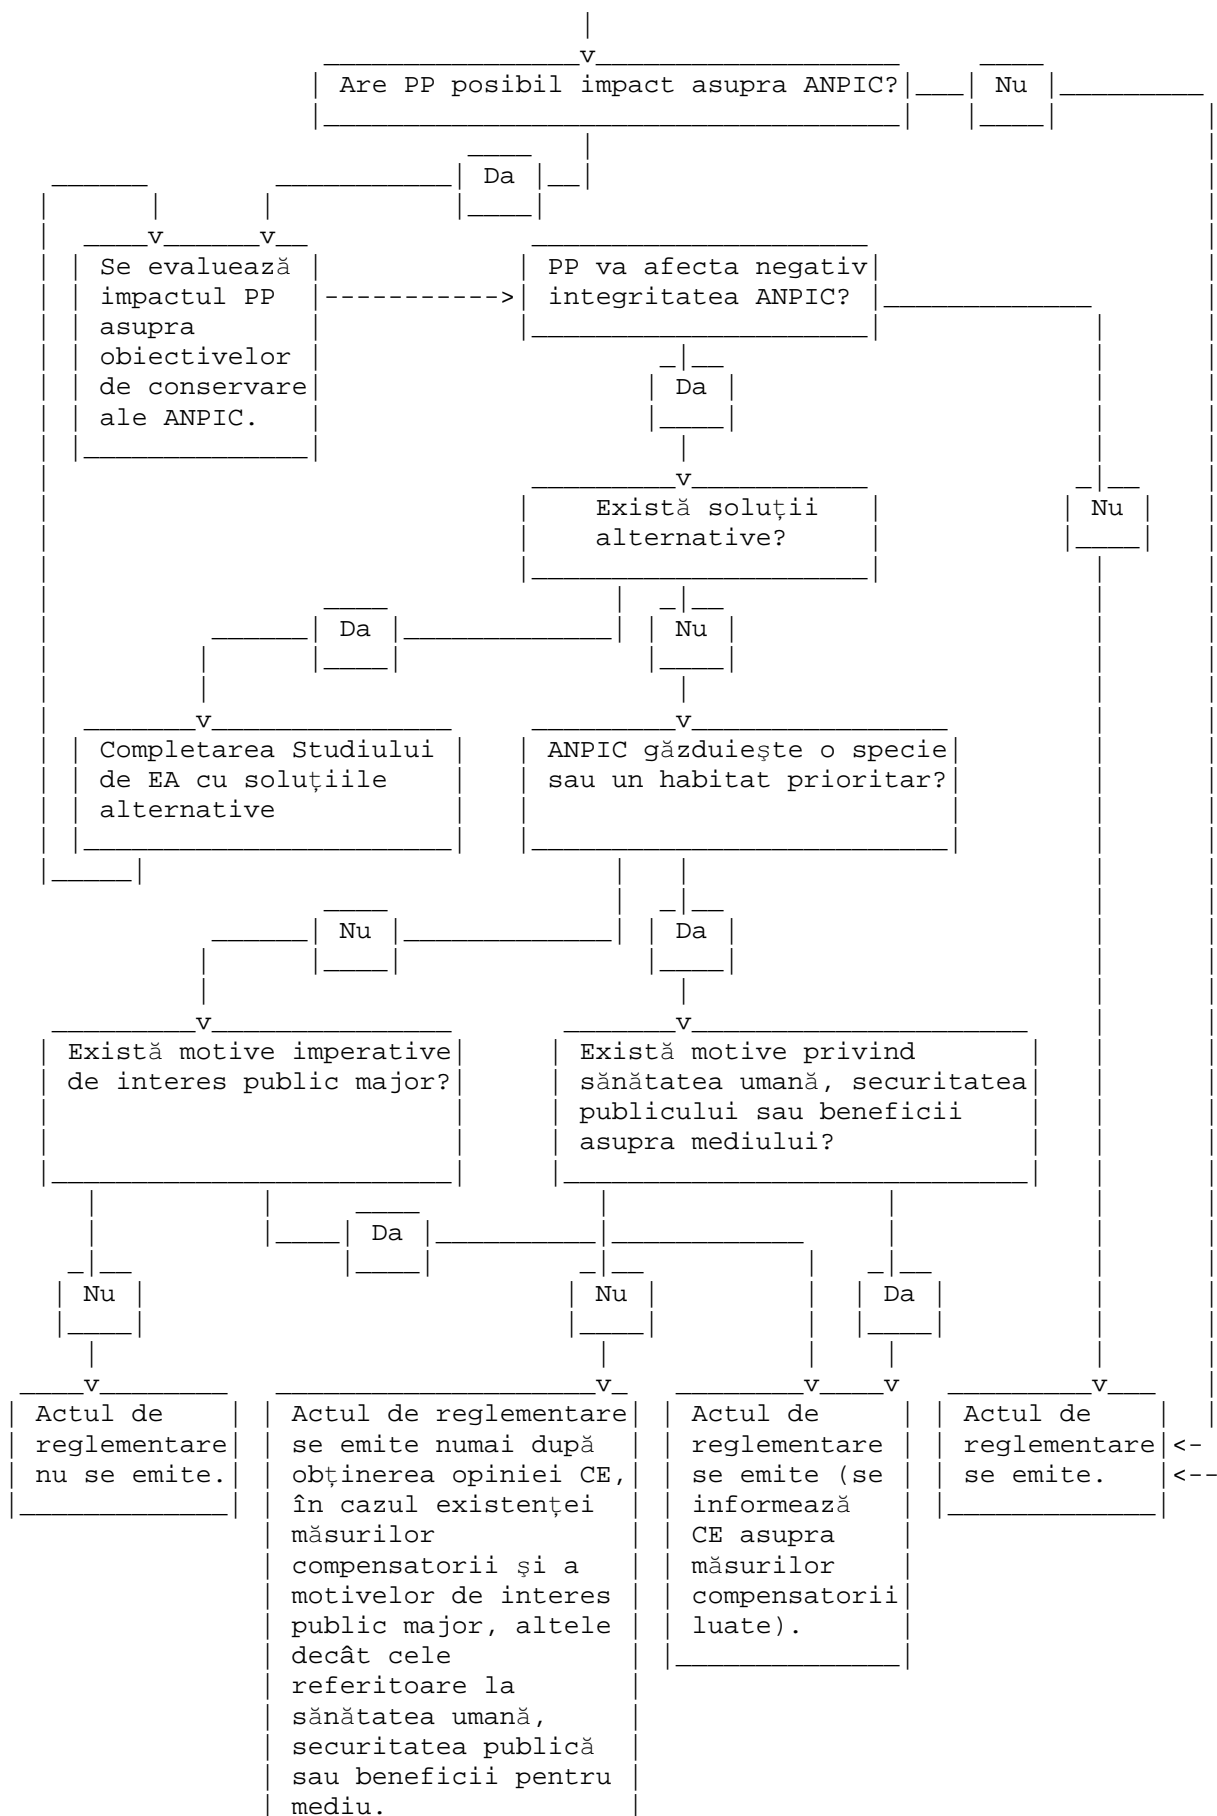 Are PP posibil impact asupra ANPIC?
Nu
Da
Se evaluează
impactul PP
asupra
obiectivelor
de conservare
ale ANPIC.
PP va afecta negativ
integritatea ANPIC?
Da
Nu
Există soluţii
alternative?
Da
Nu
Completarea Studiului
de EA cu soluţiile
alternative
ANPIC găzduieşte o specie
sau un habitat prioritar?
Nu
Da
Există motive imperative
de interes public major?
Există motive privind
sănătatea umană, securitatea
publicului sau beneficii
asupra mediului?
Da
Nu
Nu
Da
Actul de
reglementare
nu se emite.
Actul de reglementare
se emite numai după
obţinerea opiniei CE,
în cazul existenţei
măsurilor
compensatorii şi a
motivelor de interes
public major, altele
decât cele
referitoare la
sănătatea umană,
securitatea publică
sau beneficii pentru
mediu.
Actul de
reglementare
se emite (se
informează
CE asupra
măsurilor
compensatorii
luate).
Actul de
reglementare
se emite.